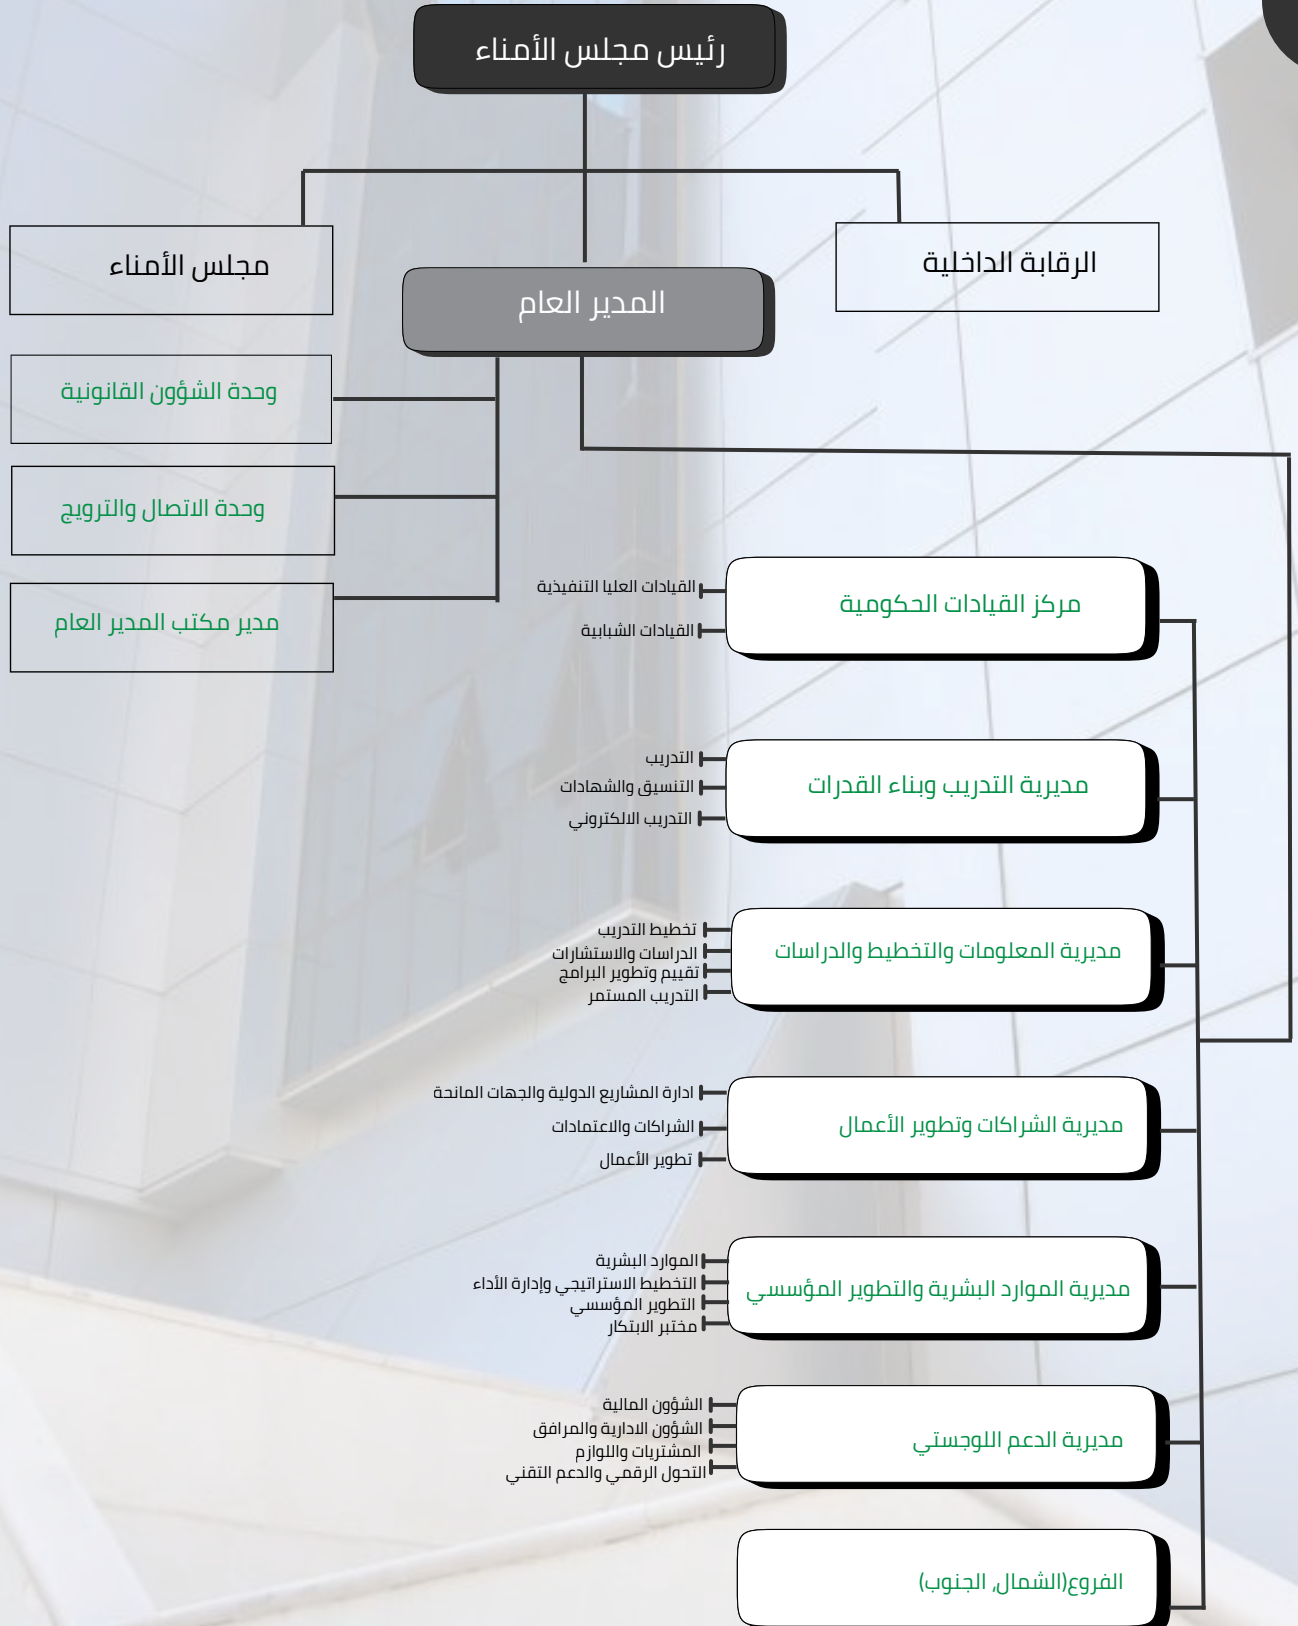 رئيس مجلس الأمناء
الرقابة الداخلية
مجلس الأمناء
المدير العام
وحدة الشؤون القانونية
وحدة الاتصال والترويج
مدير مكتب المدير العام
مركز القيادات الحكومية
القيادات العليا التنفيذية
القيادات الشبابية
مديرية التدريب وبناء القدرات
التدريب
التنسيق والشهادات
التدريب الالكتروني
مديرية المعلومات والتخطيط والدراسات
تخطيط التدريب
الدراسات والاستشارات
تقييم وتطوير البرامج
التدريب المستمر
مديرية الشراكات وتطوير الأعمال
ادارة المشاريع الدولية والجهات المانحة
الشراكات والاعتمادات
تطوير الأعمال
مديرية الموارد البشرية والتطوير المؤسسي
الموارد البشرية
التخطيط الاستراتيجي وإدارة الأداء
التطوير المؤسسي
مختبر الابتكار
مديرية الدعم اللوجستي
الشؤون المالية
الشؤون الادارية والمرافق
المشتريات واللوازم
التحول الرقمي والدعم التقني
الفروع(الشمال، الجنوب)